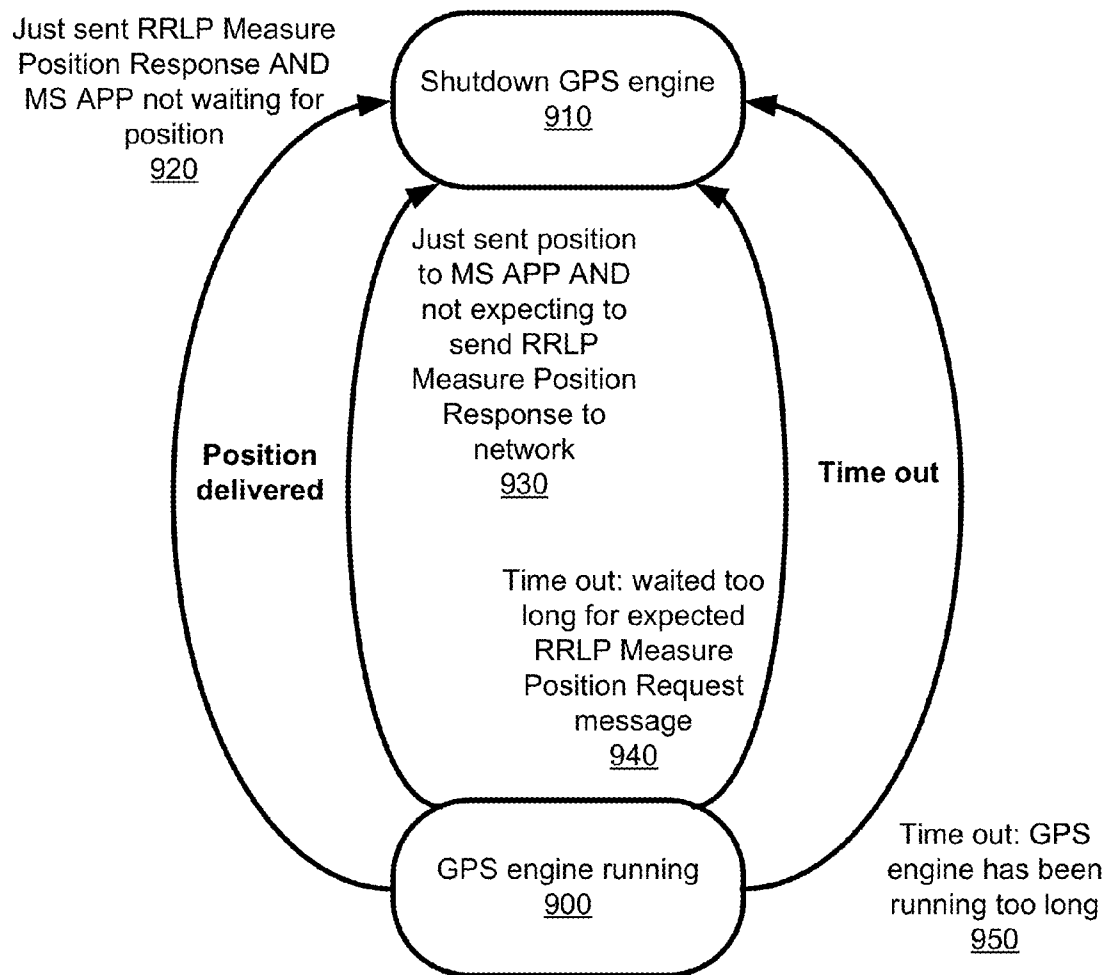 Just sent RRLP Measure
Position Response AND
MS APP not waiting for
position
920
Shutdown GPS engine
910
Just sent position
to MS APP AND
not expecting to
send RRLP
Measure Position
Response to
network
930
Position
delivered
Time out
Time out: waited too
long for expected
RRLP Measure
Position Request
message
940
GPS engine running
900
Time out: GPS
engine has been
running too long
950